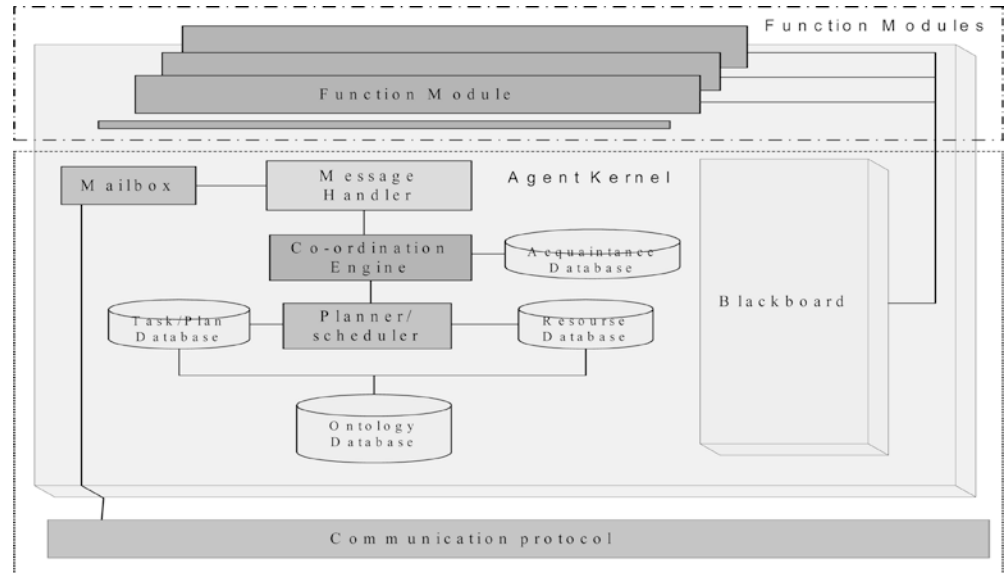 Function Modules
Function Module
Mailbox
Message
Handler
Agent Kernel
Co-ordination
Engine
Acquaintance
Database
Blackboard
Task/Plan
Database
Planner/
scheduler
Resourse
Database
Ontology
Database
Communication protocol